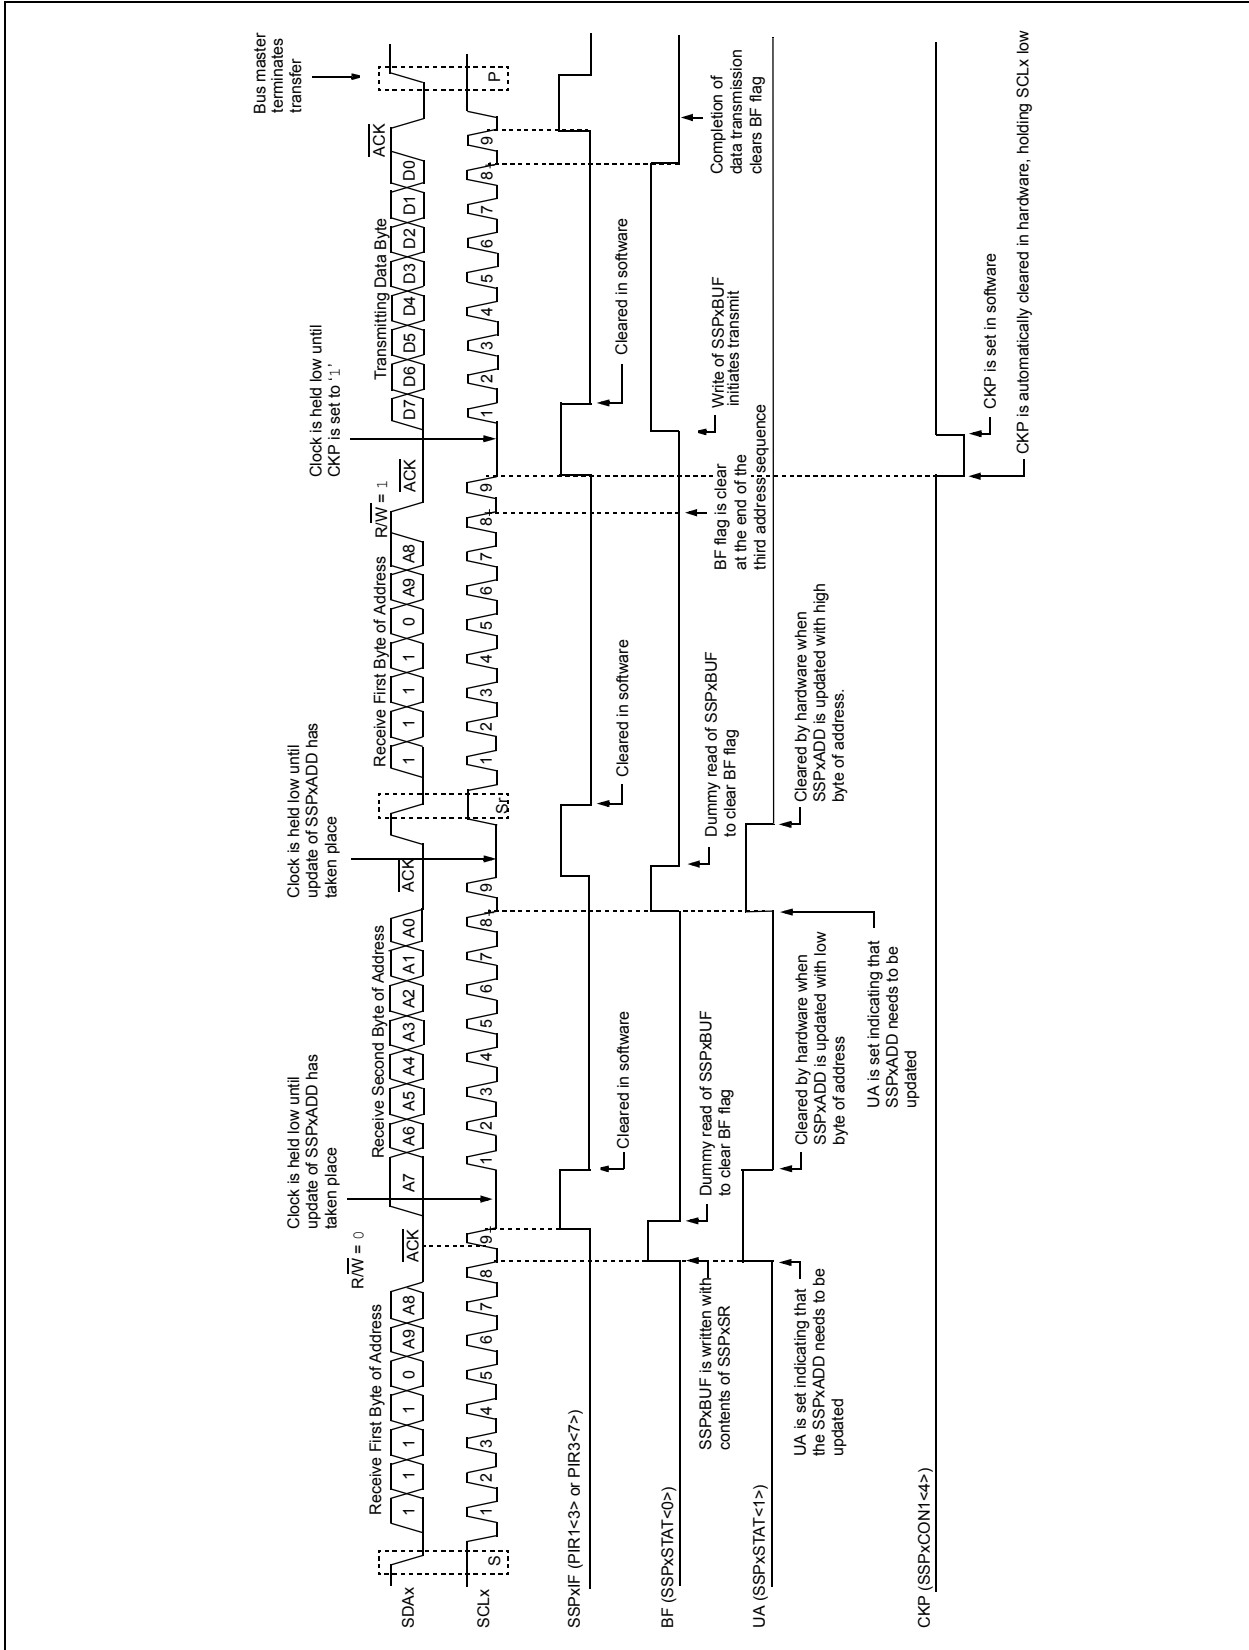 Bus master
terminates
transfer
Clock is held low until
CKP is set to '1'
Clock is held low until
update of SSPxADD has
taken place
Clock is held low until
update of SSPxADD has
taken place
R/W = 0
R/W = 1
Receive First Byte of Address
Receive Second Byte of Address
Receive First Byte of Address
Transmitting Data Byte
ACK
ACK
ACK
ACK
SDAx
1 1 1 1 0 A9 A8
A7 A6 A5 A4 A3 A2 A1 A0
1 1 1 1 0 A9 A8
D7 D6 D5 D4 D3 D2 D1 D0
SCLx
S
1 2 3 4 5 6 7 8 9
1 2 3 4 5 6 7 8 9
Sr
1 2 3 4 5 6 7 8 9
1 2 3 4 5 6 7 8 9
P
SSPxIF (PIR1<3> or PIR3<7>)
Cleared in software
Cleared in software
Cleared in software
BF (SSPxSTAT<0>)
SSPxBUF is written with
contents of SSPxSR
Dummy read of SSPxBUF
to clear BF flag
Dummy read of SSPxBUF
to clear BF flag
BF flag is clear
at the end of the
third address sequence
Write of SSPxBUF
initiates transmit
Completion of
data transmission
clears BF flag
UA (SSPxSTAT<1>)
UA is set indicating that
the SSPxADD needs to be
updated
Cleared by hardware when
SSPxADD is updated with low
byte of address
UA is set indicating that
SSPxADD needs to be
updated
Cleared by hardware when
SSPxADD is updated with high
byte of address.
CKP (SSPxCON1<4>)
CKP is set in software
CKP is automatically cleared in hardware, holding SCLx low